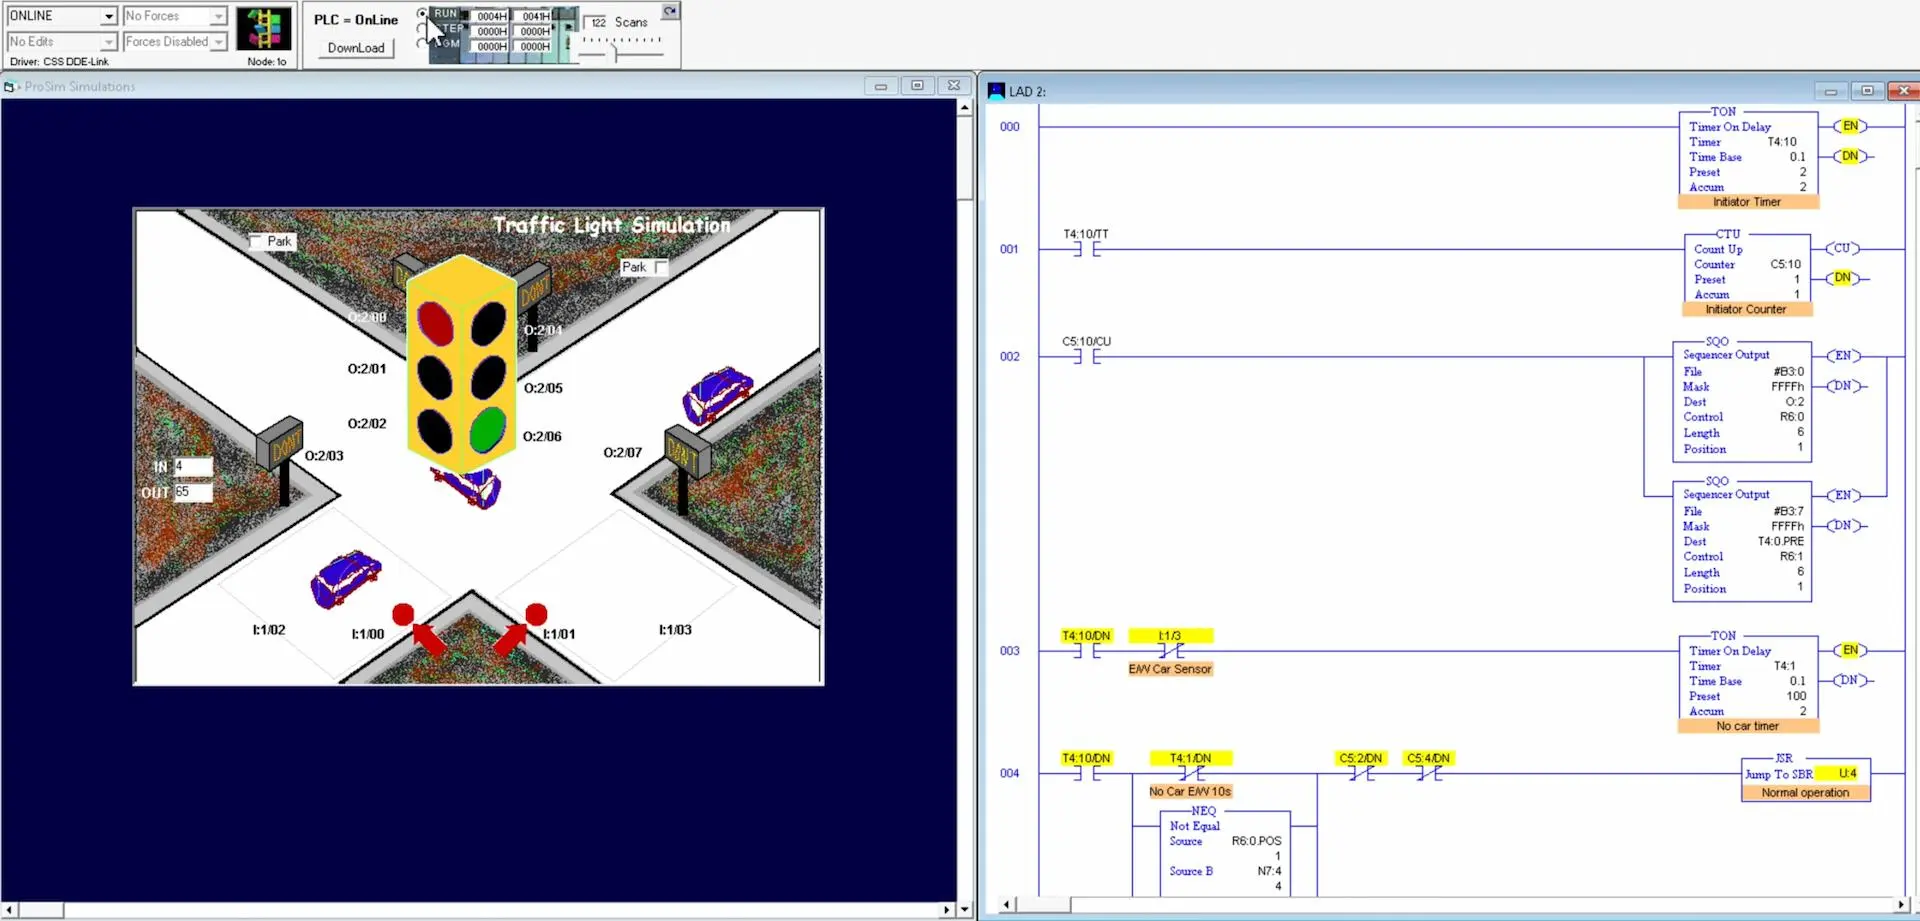 ONLINE
No Forces
No Edits
Forces Disabled
Driver: CSS DDE-Link
Node: 1o
PLC = OnLine
DownLoad
RUN
0004H 0041H
0000H 0000H
0000H 0000H
122 Scans
ProSim Simulations
Traffic Light Simulation
Park
Park
DONT
O:2/00
O:2/04
O:2/01
O:2/05
O:2/02
O:2/06
DONT
O:2/03
O:2/07
DONT
IN 4
OUT 65
I:1/02
I:1/00
I:1/01
I:1/03
LAD 2:
000
TON
Timer On Delay
Timer T4:10
Time Base 0.1
Preset 2
Accum 2
EN
DN
Initiator Timer
001
T4:10/TT
CTU
Count Up
Counter C5:10
Preset 1
Accum 1
CU
DN
Initiator Counter
002
C5:10/CU
SQO
Sequencer Output
File #B3:0
Mask FFFFh
Dest O:2
Control R6:0
Length 6
Position 1
EN
DN
SQO
Sequencer Output
File #B3:7
Mask FFFFh
Dest T4:0.PRE
Control R6:1
Length 6
Position 1
EN
DN
003
T4:10/DN
I:1/3
E/W Car Sensor
TON
Timer On Delay
Timer T4:1
Time Base 0.1
Preset 100
Accum 2
EN
DN
No car timer
004
T4:10/DN
T4:1/DN
No Car E/W 10s
C5:2/DN
C5:4/DN
JSR
Jump To SBR U:4
Normal operation
NEQ
Not Equal
Source R6:0.POS
1
Source B N7:4
4